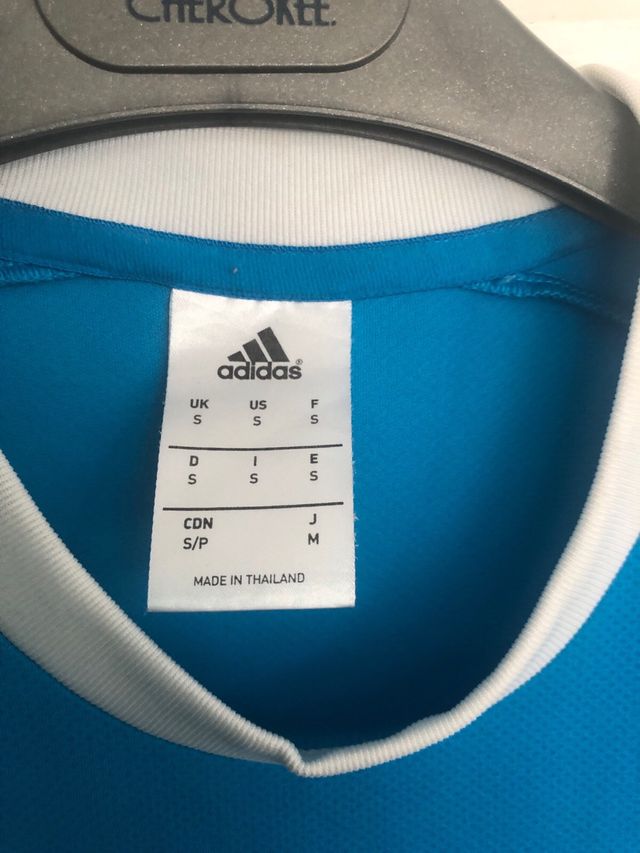 CHEROKEE.
adidas®
UK US F
S S S
D I E
S S S
CDN J
S/P M
MADE IN THAILAND